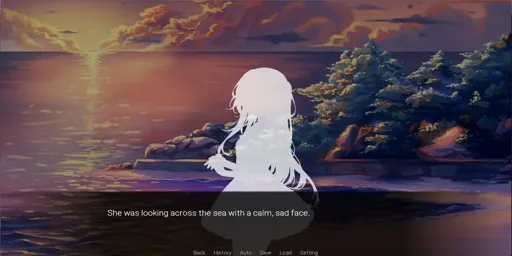 She was looking across the sea with a calm, sad face.
Back History Auto Save Load Setting